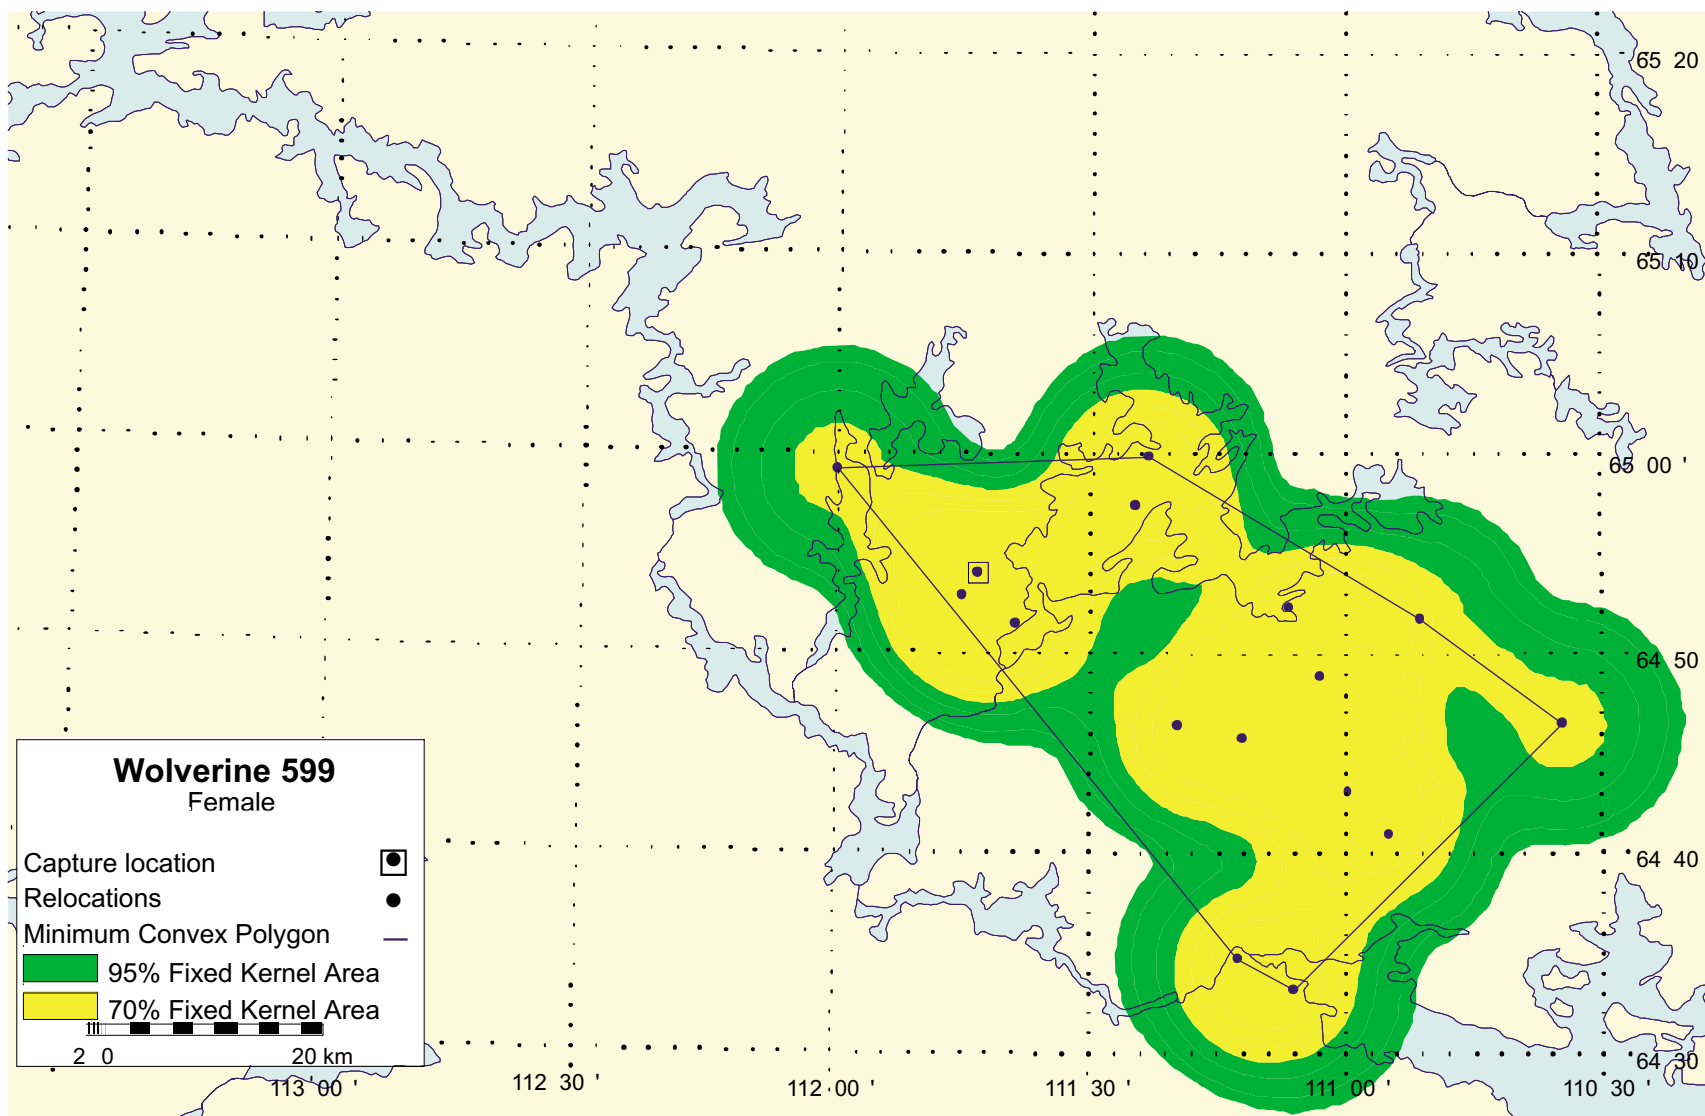 65 20
65 10
65 00 '
64 50
64 40
64 30
Wolverine 599
Female
Capture location
Relocations
Minimum Convex Polygon
95% Fixed Kernel Area
70% Fixed Kernel Area
2 0 20 km
113 00 ' 112 30 ' 112 00 ' 111 30 ' 111 00 ' 110 30 '